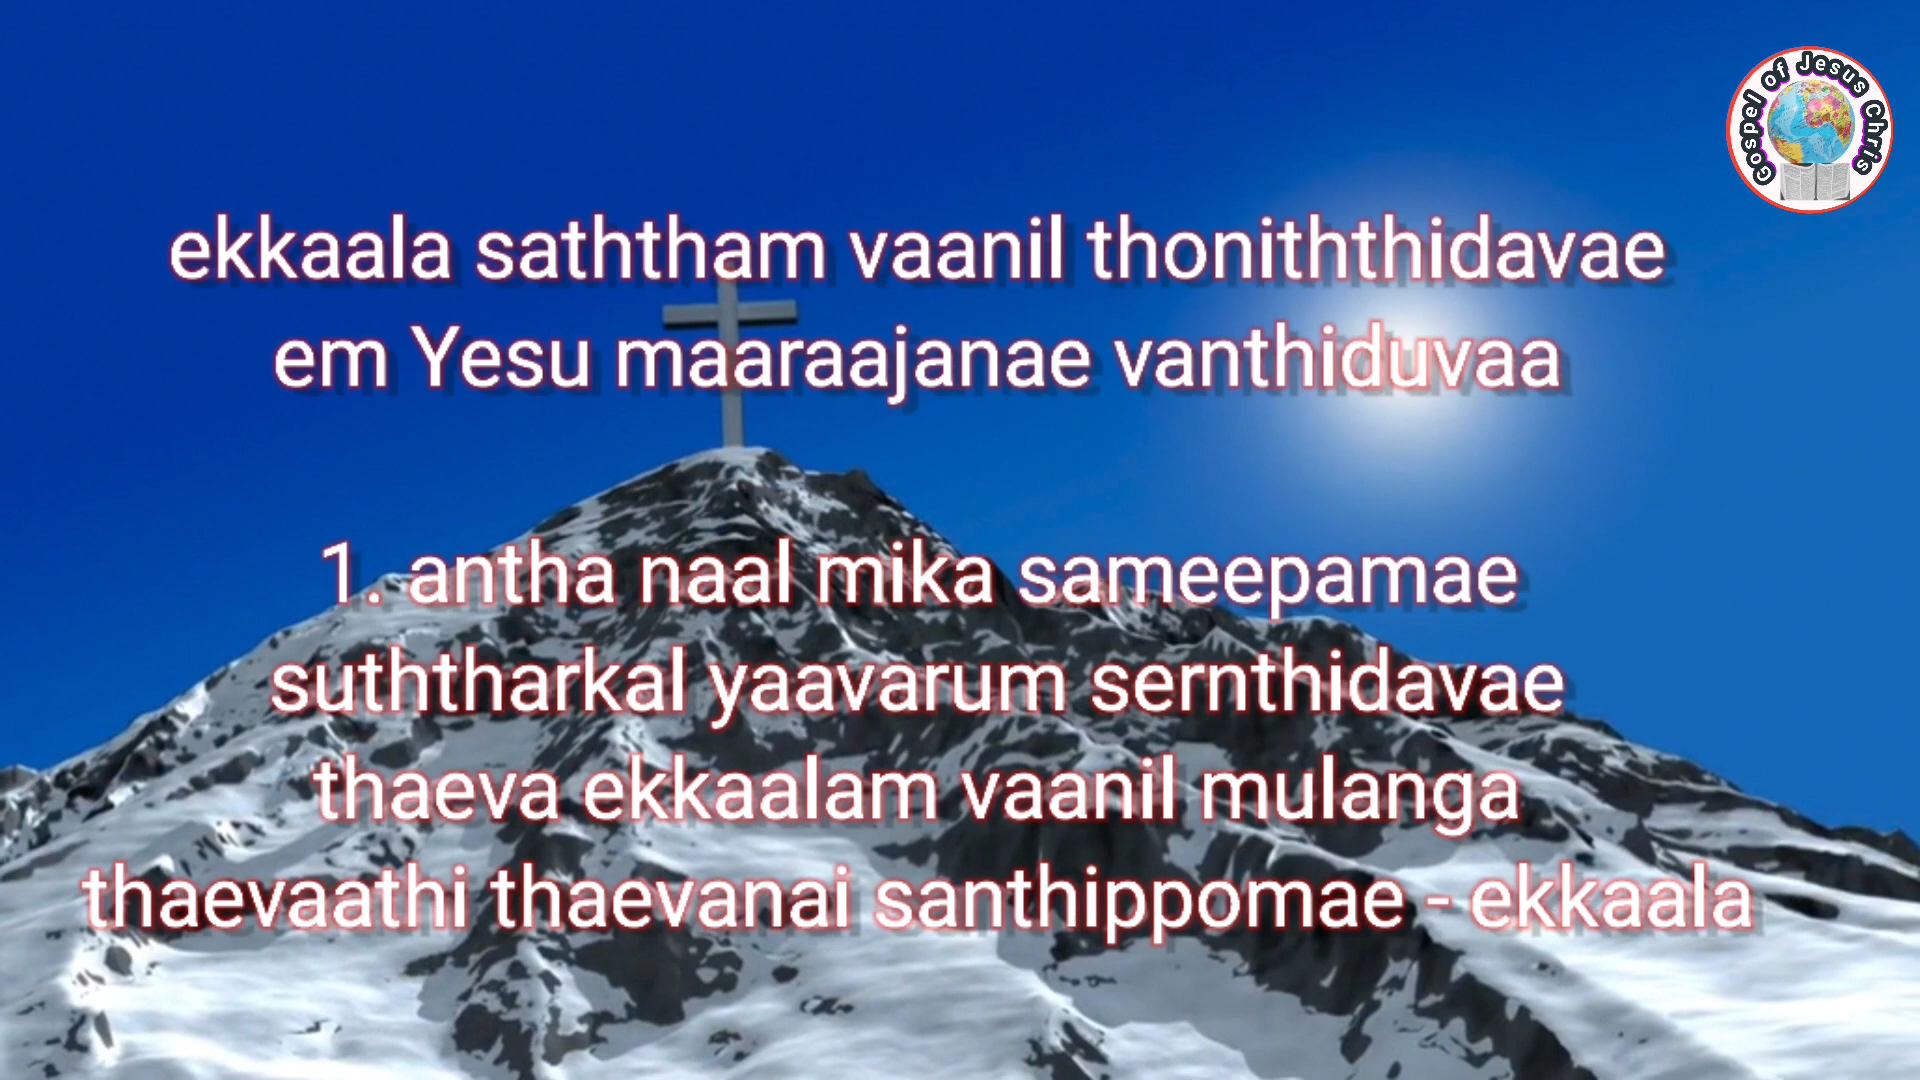 Gospel of Jesus Chris
ekkaala saththam vaanil thoniththidavae
em Yesu maaraajanae vanthiduvaa
1. antha naal mika sameepamae
suththarkal yaavarum sernthidavae
thaeva ekkaalam vaanil mulanga
thaevaathi thaevanai santhippomae - ekkaala